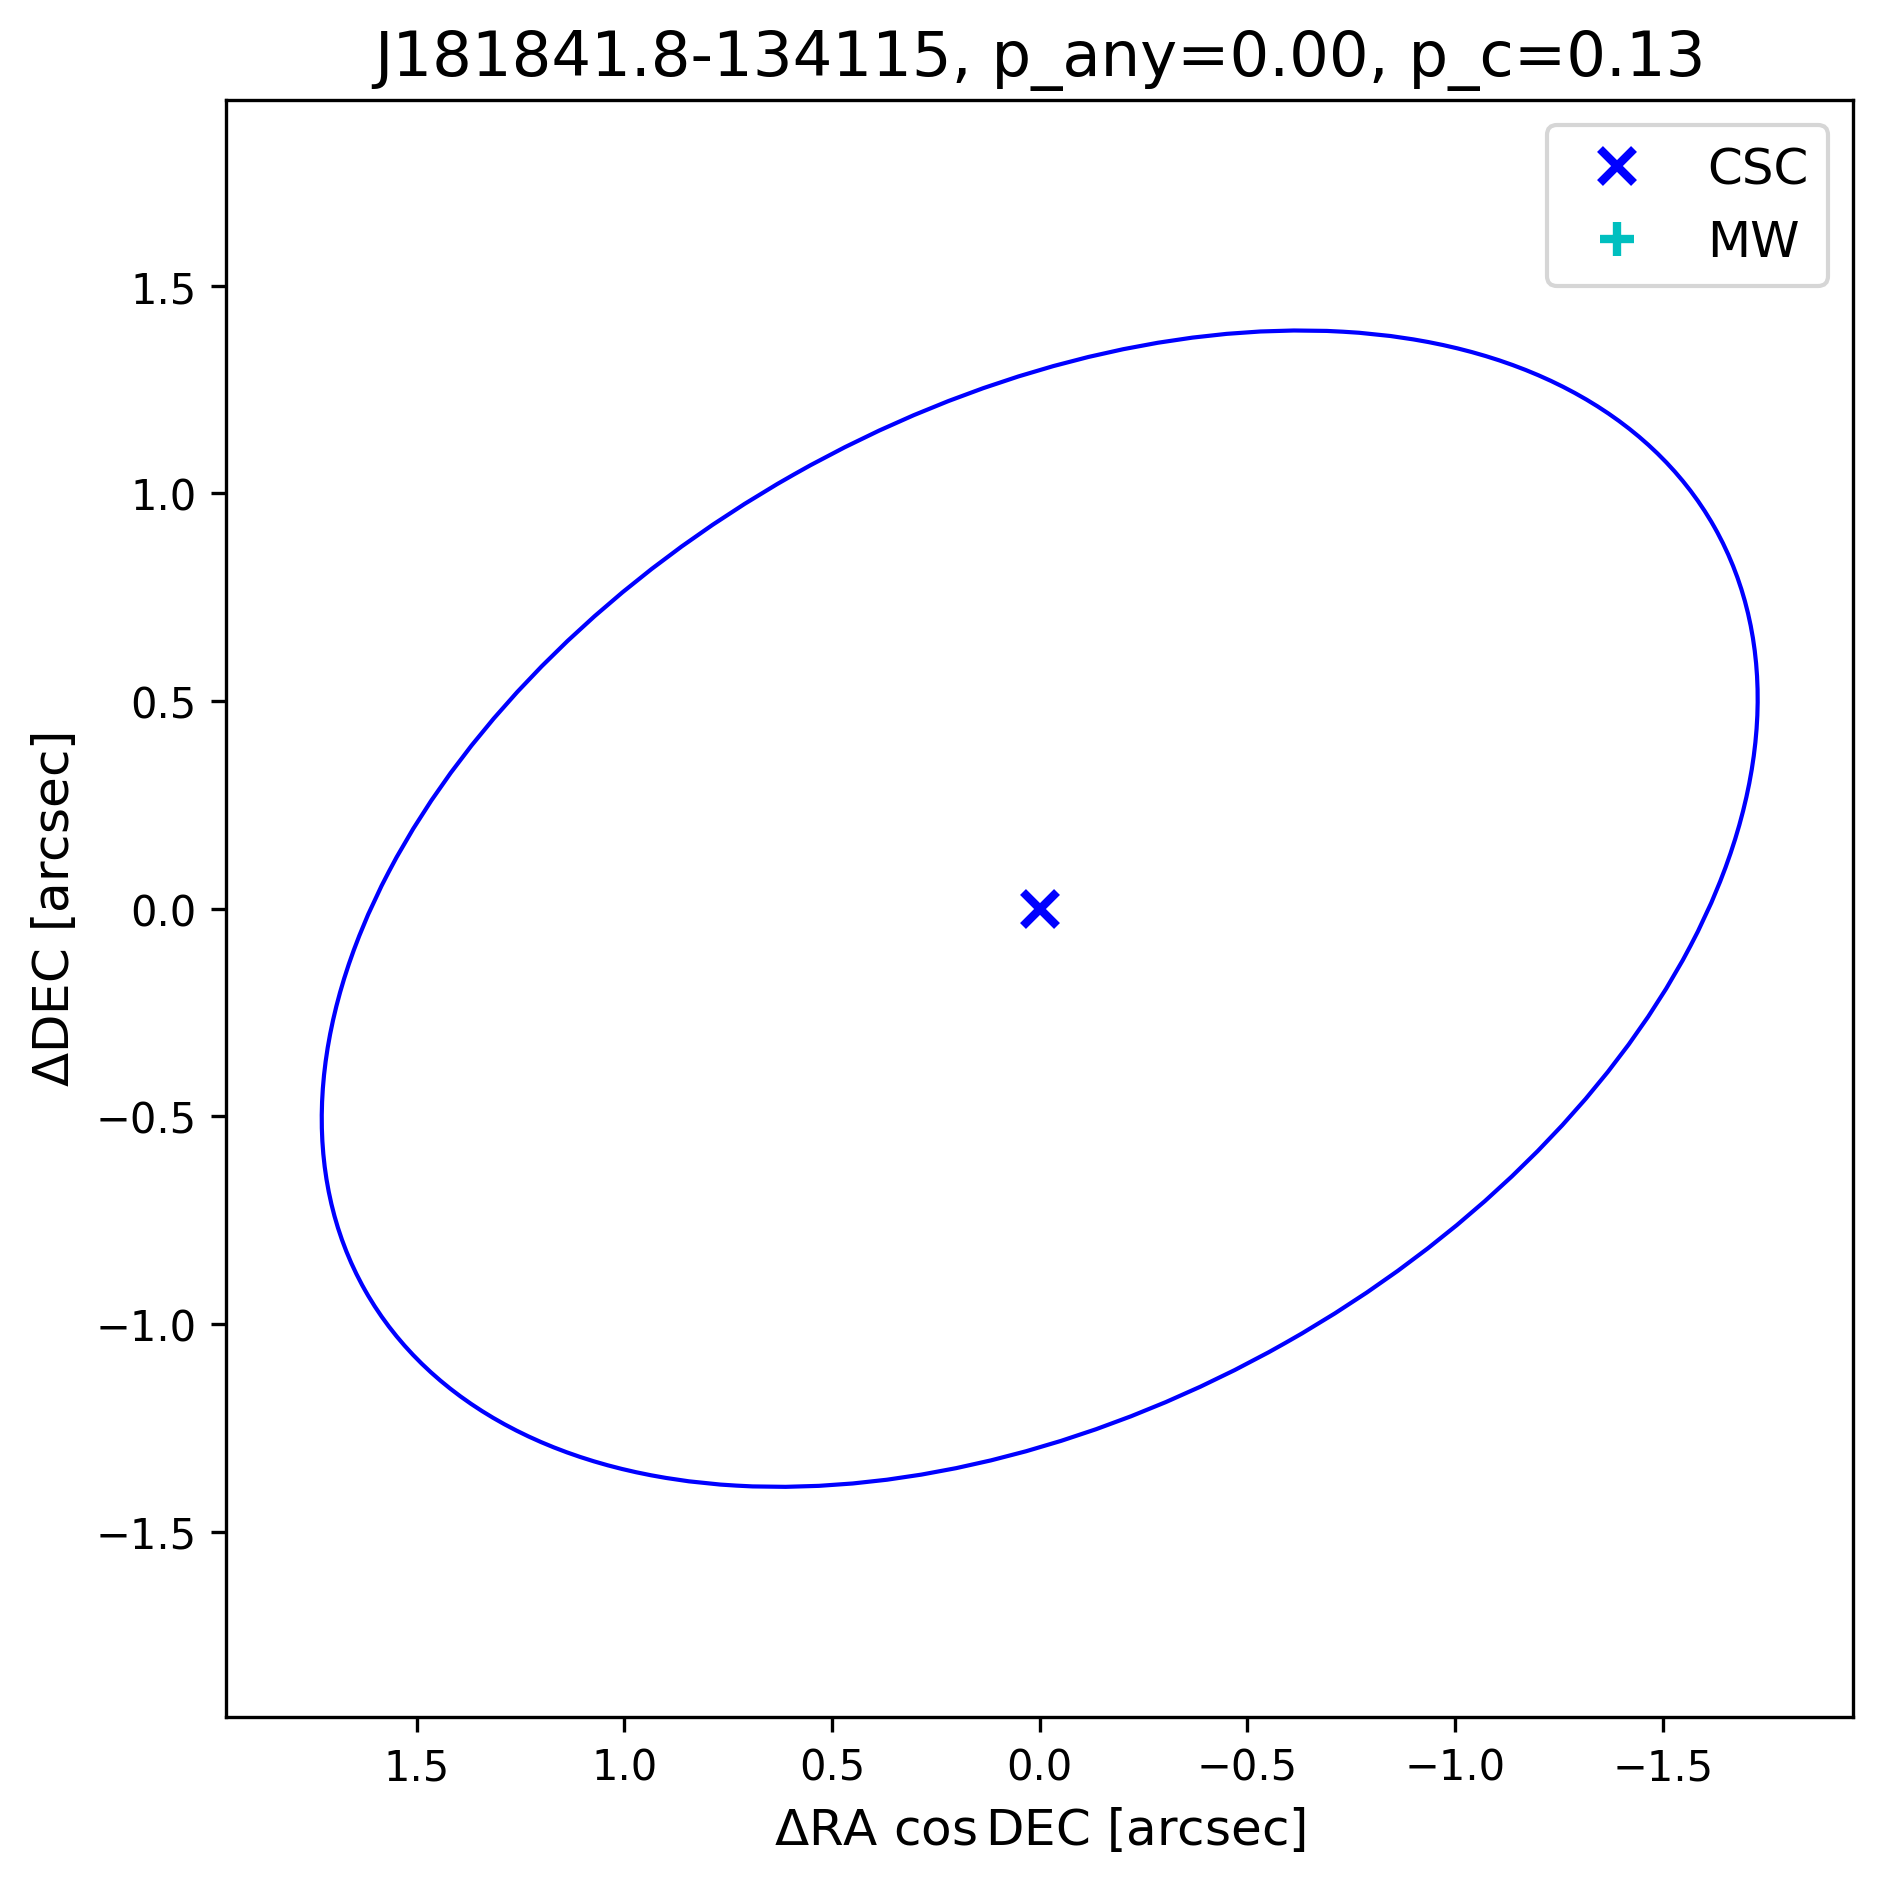 J181841.8-134115, p_any=0.00, p_c=0.13
CSC
MW
1.5
1.0
0.5
0.0
−0.5
−1.0
−1.5
ΔDEC [arcsec]
1.5 1.0 0.5 0.0 −0.5 −1.0 −1.5
ΔRA cos DEC [arcsec]